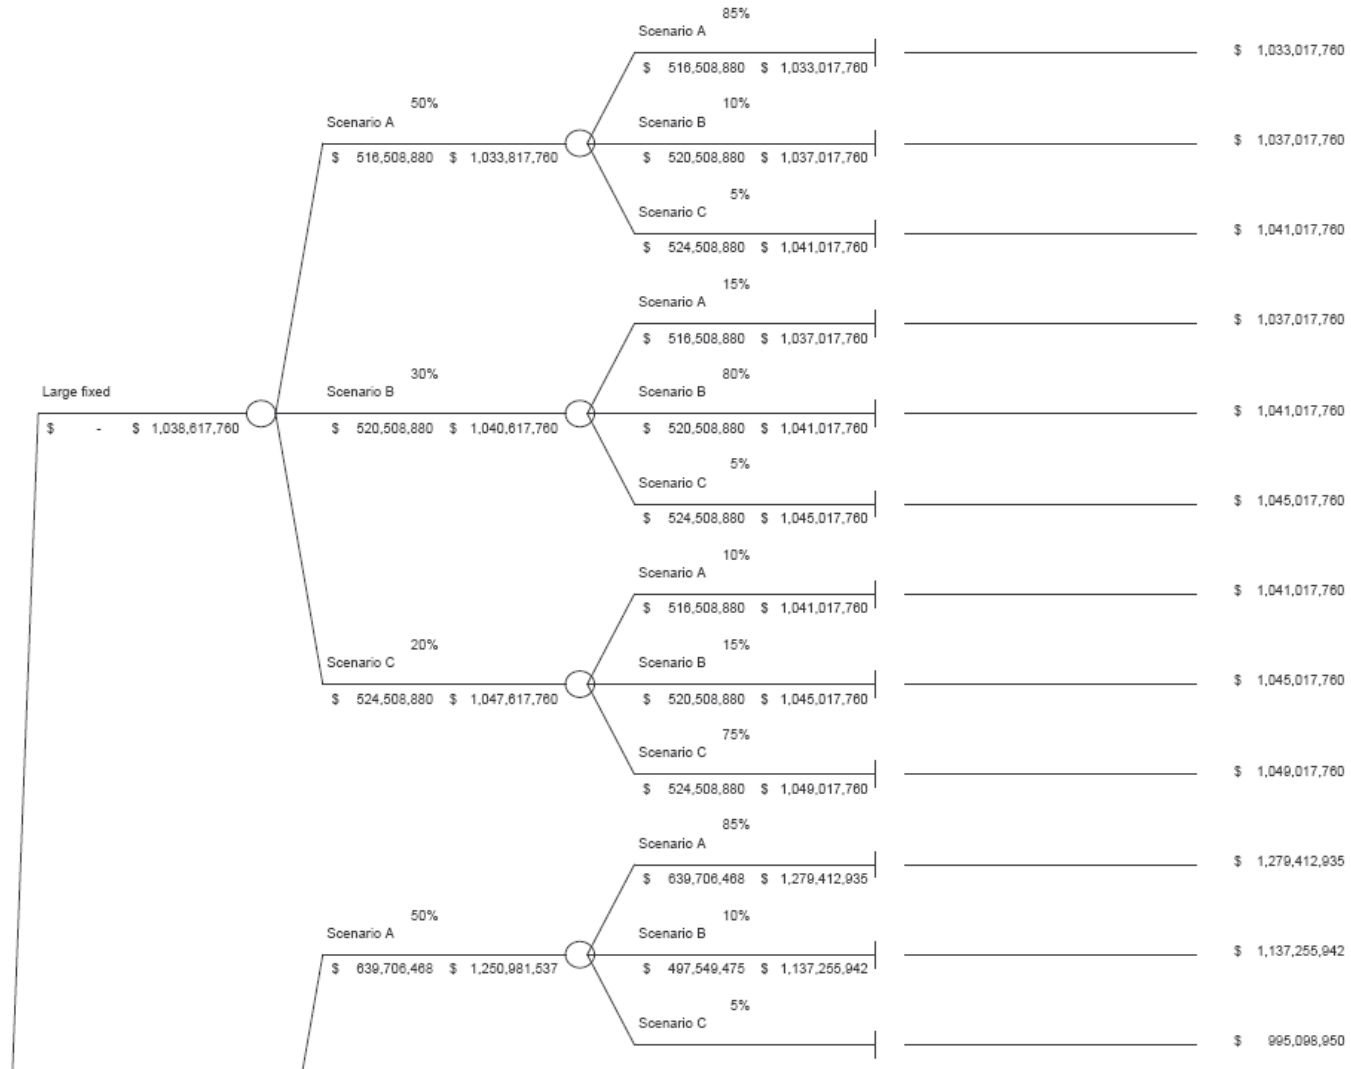 85%
Scenario A
$ 516,508,880 $ 1,033,017,760
$ 1,033,017,760
50%
Scenario A
$ 516,508,880 $ 1,033,817,760
10%
Scenario B
$ 520,508,880 $ 1,037,017,760
$ 1,037,017,760
5%
Scenario C
$ 524,508,880 $ 1,041,017,760
$ 1,041,017,760
15%
Scenario A
$ 516,508,880 $ 1,037,017,760
$ 1,037,017,760
Large fixed
$ - $ 1,038,617,760
30%
Scenario B
$ 520,508,880 $ 1,040,617,760
80%
Scenario B
$ 520,508,880 $ 1,041,017,760
$ 1,041,017,760
5%
Scenario C
$ 524,508,880 $ 1,045,017,760
$ 1,045,017,760
10%
Scenario A
$ 516,508,880 $ 1,041,017,760
$ 1,041,017,760
20%
Scenario C
$ 524,508,880 $ 1,047,617,760
15%
Scenario B
$ 520,508,880 $ 1,045,017,760
$ 1,045,017,760
75%
Scenario C
$ 524,508,880 $ 1,049,017,760
$ 1,049,017,760
85%
Scenario A
$ 639,706,468 $ 1,279,412,935
$ 1,279,412,935
50%
Scenario A
$ 639,706,468 $ 1,250,981,537
10%
Scenario B
$ 497,549,475 $ 1,137,255,942
$ 1,137,255,942
5%
Scenario C
$ 995,098,950